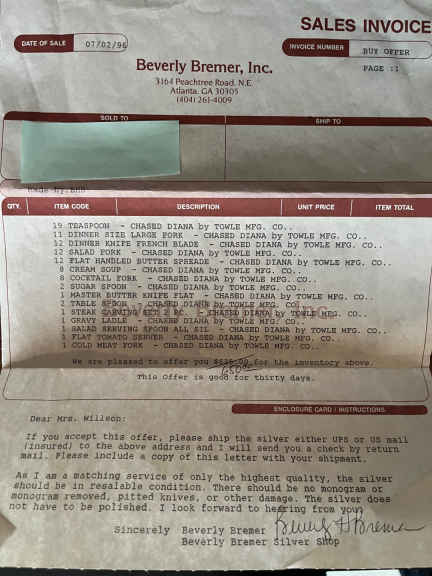 SALES INVOICE
DATE OF SALE 07/02/96
INVOICE NUMBER BUY OFFER
PAGE :1
Beverly Bremer, Inc.
3164 Peachtree Road, N.E.
Atlanta, GA 30305
(404) 261-4009
SOLD TO SHIP TO
QTY. ITEM CODE DESCRIPTION UNIT PRICE ITEM TOTAL
19 TEASPOON - CHASED DIANA by TOWLE MFG. CO..
11 DINNER SIZE LARGE FORK - CHASED DIANA by TOWLE MFG. CO..
12 DINNER KNIFE FRENCH BLADE - CHASED DIANA by TOWLE MFG. CO..
12 SALAD FORK - CHASED DIANA by TOWLE MFG. CO..
12 FLAT HANDLED BUTTER SPREADE - CHASED DIANA by TOWLE MFG. CO..
8 CREAM SOUP - CHASED DIANA by TOWLE MFG. CO..
8 COCKTAIL FORK - CHASED DIANA by TOWLE MFG. CO..
2 SUGAR SPOON - CHASED DIANA by TOWLE MFG. CO..
1 MASTER BUTTER KNIFE FLAT - CHASED DIANA by TOWLE MFG. CO..
2 TABLE SPOON - CHASED DIANA by TOWLE MFG. CO..
1 STEAK CARVING SET 2 PC. - CHASED DIANA by TOWLE MFG. CO..
1 GRAVY LADLE - CHASED DIANA by TOWLE MFG. CO..
1 SALAD SERVING SPOON ALL SIL - CHASED DIANA by TOWLE MFG. CO..
1 FLAT TOMATO SERVER - CHASED DIANA by TOWLE MFG. CO..
1 COLD MEAT FORK - CHASED DIANA by TOWLE MFG. CO..
We are pleased to offer you for the inventory above.
This Offer is good for thirty days.
ENCLOSURE CARD / INSTRUCTIONS
Dear Mrs. Willson:
If you accept this offer, please ship the silver either UPS or US mail
(insured) to the above address and I will send you a check by return
mail. Please include a copy of this letter with your shipment.
As I am a matching service of only the highest quality, the silver
should be in resalable condition. There should be no monogram or
monogram removed, pitted knives, or other damage. The silver does
not have to be polished. I look forward to hearing from you.
Sincerely Beverly Bremer
Beverly H Bremer
Beverly Bremer Silver Shop